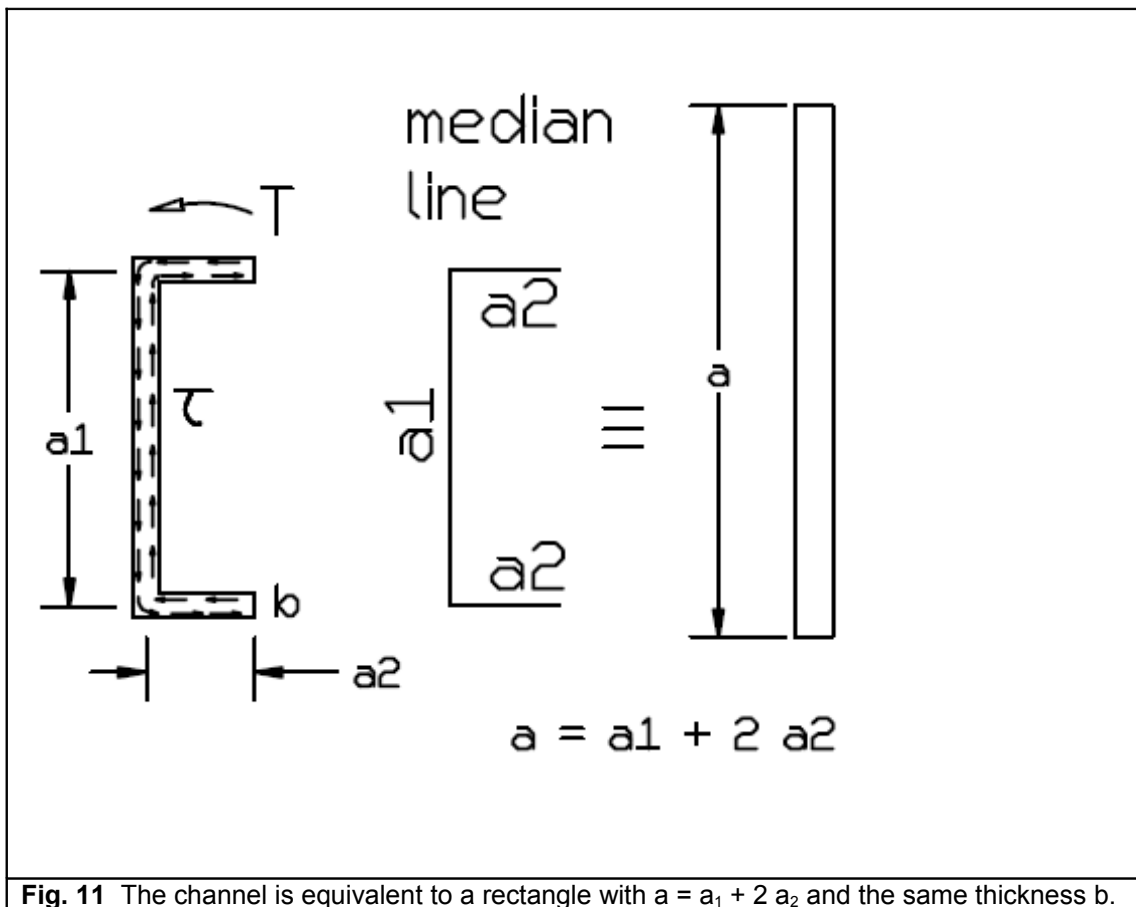 median
line
T
a1
τ
b
a2
a2
a1
a2
≡
a
a = a1 + 2 a2
Fig. 11 The channel is equivalent to a rectangle with a = a₁ + 2 a₂ and the same thickness b.